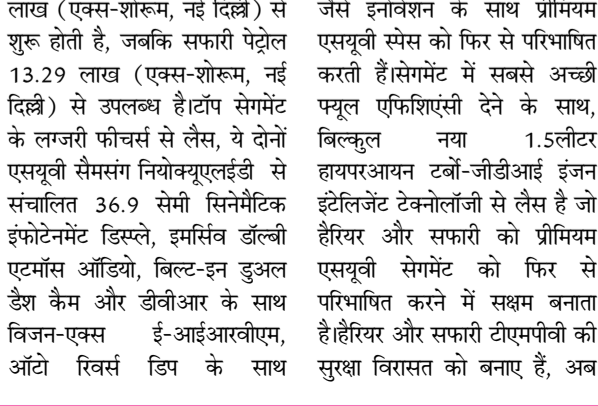 लाख (एक्स-शोरूम, नई दिल्ली) से
शुरू होती है, जबकि सफारी पेट्रोल
13.29 लाख (एक्स-शोरूम, नई
दिल्ली) से उपलब्ध है।टॉप सेगमेंट
के लग्जरी फीचर्स से लैस, ये दोनों
एसयूवी सैमसंग नियोक्यूएलईडी से
संचालित 36.9 सेमी सिनेमैटिक
इंफोटेनमेंट डिस्प्ले, इमर्सिव डॉल्बी
एटमॉस ऑडियो, बिल्ट-इन डुअल
डैश कैम और डीवीआर के साथ
विजन-एक्स ई-आईआरवीएम,
ऑटो रिवर्स डिप के साथ
जैसे इनोवेशन के साथ प्रीमियम
एसयूवी स्पेस को फिर से परिभाषित
करती हैं।सेगमेंट में सबसे अच्छी
फ्यूल एफिशिएंसी देने के साथ,
बिल्कुल नया 1.5लीटर
हायपरआयन टर्बो-जीडीआई इंजन
इंटेलिजेंट टेक्नोलॉजी से लैस है जो
हैरियर और सफारी को प्रीमियम
एसयूवी सेगमेंट को फिर से
परिभाषित करने में सक्षम बनाता
है।हैरियर और सफारी टीएमपीवी की
सुरक्षा विरासत को बनाए हैं, अब